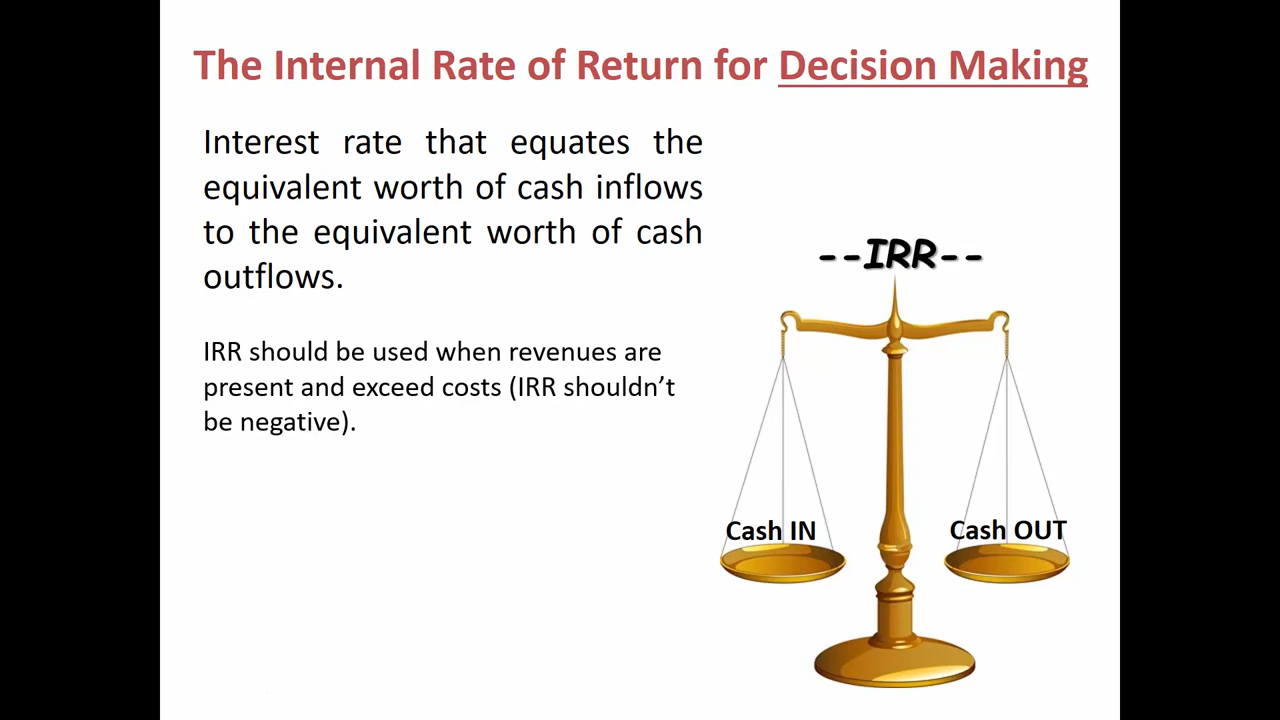 The Internal Rate of Return for Decision Making
Interest rate that equates the
equivalent worth of cash inflows
to the equivalent worth of cash
outflows.
IRR should be used when revenues are
present and exceed costs (IRR shouldn’t
be negative).
--IRR--
Cash IN
Cash OUT